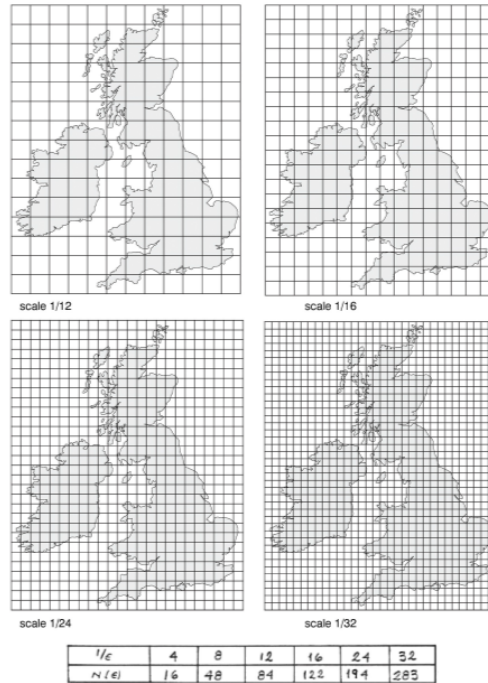 scale 1/12
scale 1/16
scale 1/24
scale 1/32
1/E 4 8 12 16 24 32
N(E) 16 48 84 122 194 283